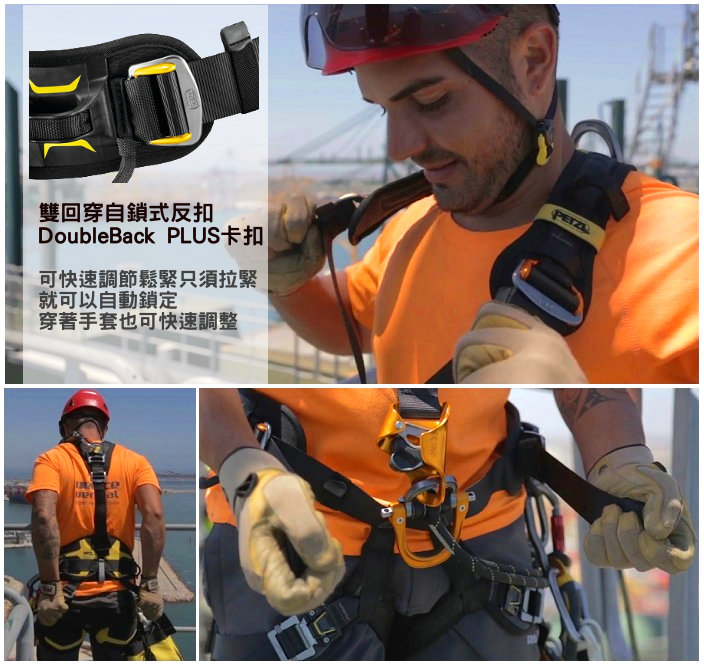 雙回穿自鎖式反扣
DoubleBack PLUS卡扣
可快速調節鬆緊只須拉緊
就可以自動鎖定
穿著手套也可快速調整
PETZL